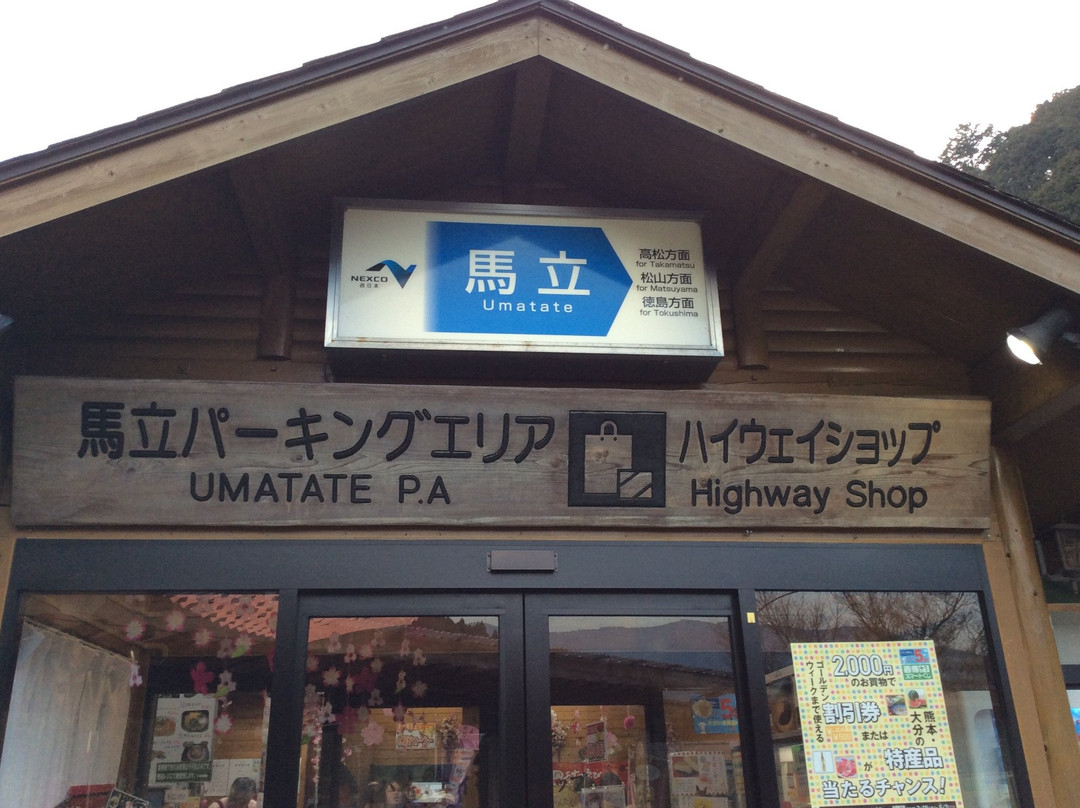 NEXCO
西日本
馬立
Umatate
高松方面
for Takamatsu
松山方面
for Matsuyama
徳島方面
for Tokushima
馬立パーキングエリア
UMATATE P.A
ハイウェイショップ
Highway Shop
ゴールデン
ウィークまで使える
2,000円
のお買物で
割引券
または
熊本・
大分の
特産品
が
当たるチャンス!